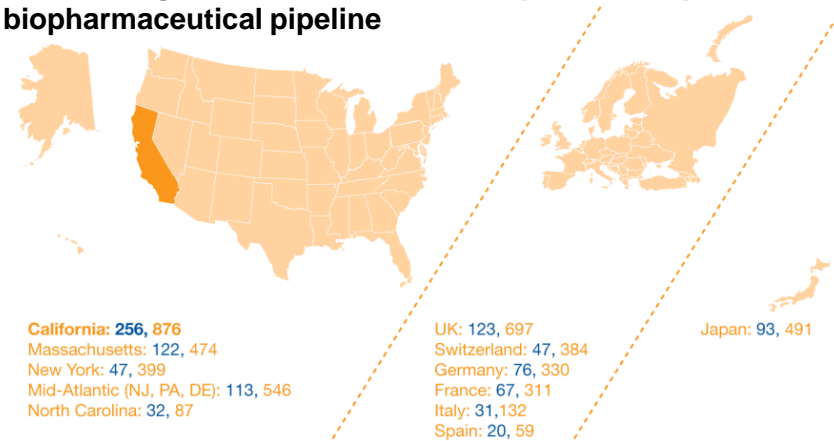 biopharmaceutical pipeline
California: 256, 876
Massachusetts: 122, 474
New York: 47, 399
Mid-Atlantic (NJ, PA, DE): 113, 546
North Carolina: 32, 87
UK: 123, 697
Switzerland: 47, 384
Germany: 76, 330
France: 67, 311
Italy: 31,132
Spain: 20, 59
Japan: 93, 491